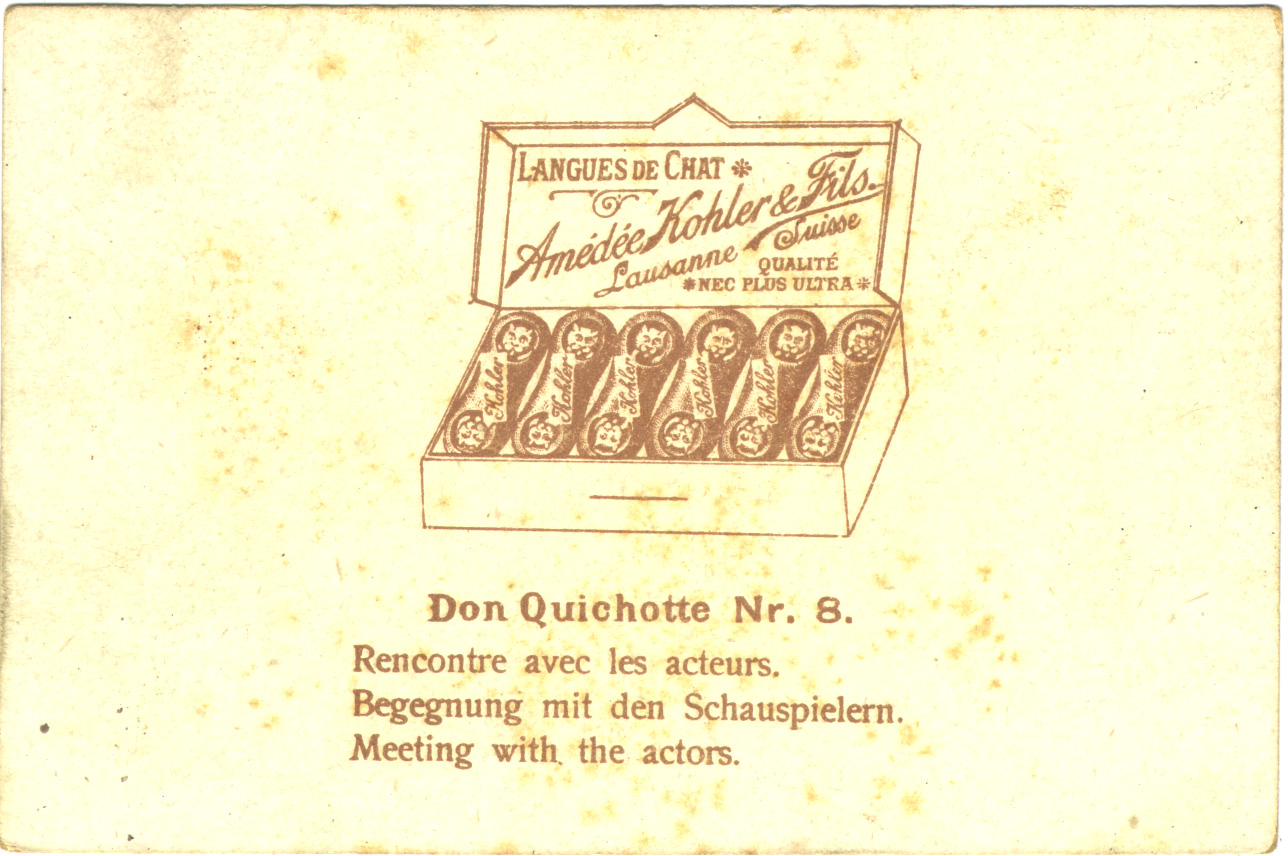 LANGUES DE CHAT *
Amédée Kohler & Fils.
Lausanne Suisse
QUALITÉ
*NEC PLUS ULTRA*
Kohler Kohler Kohler Kohler Kohler Kohler
Don Quichotte Nr. 8.
Rencontre avec les acteurs.
Begegnung mit den Schauspielern.
Meeting with the actors.